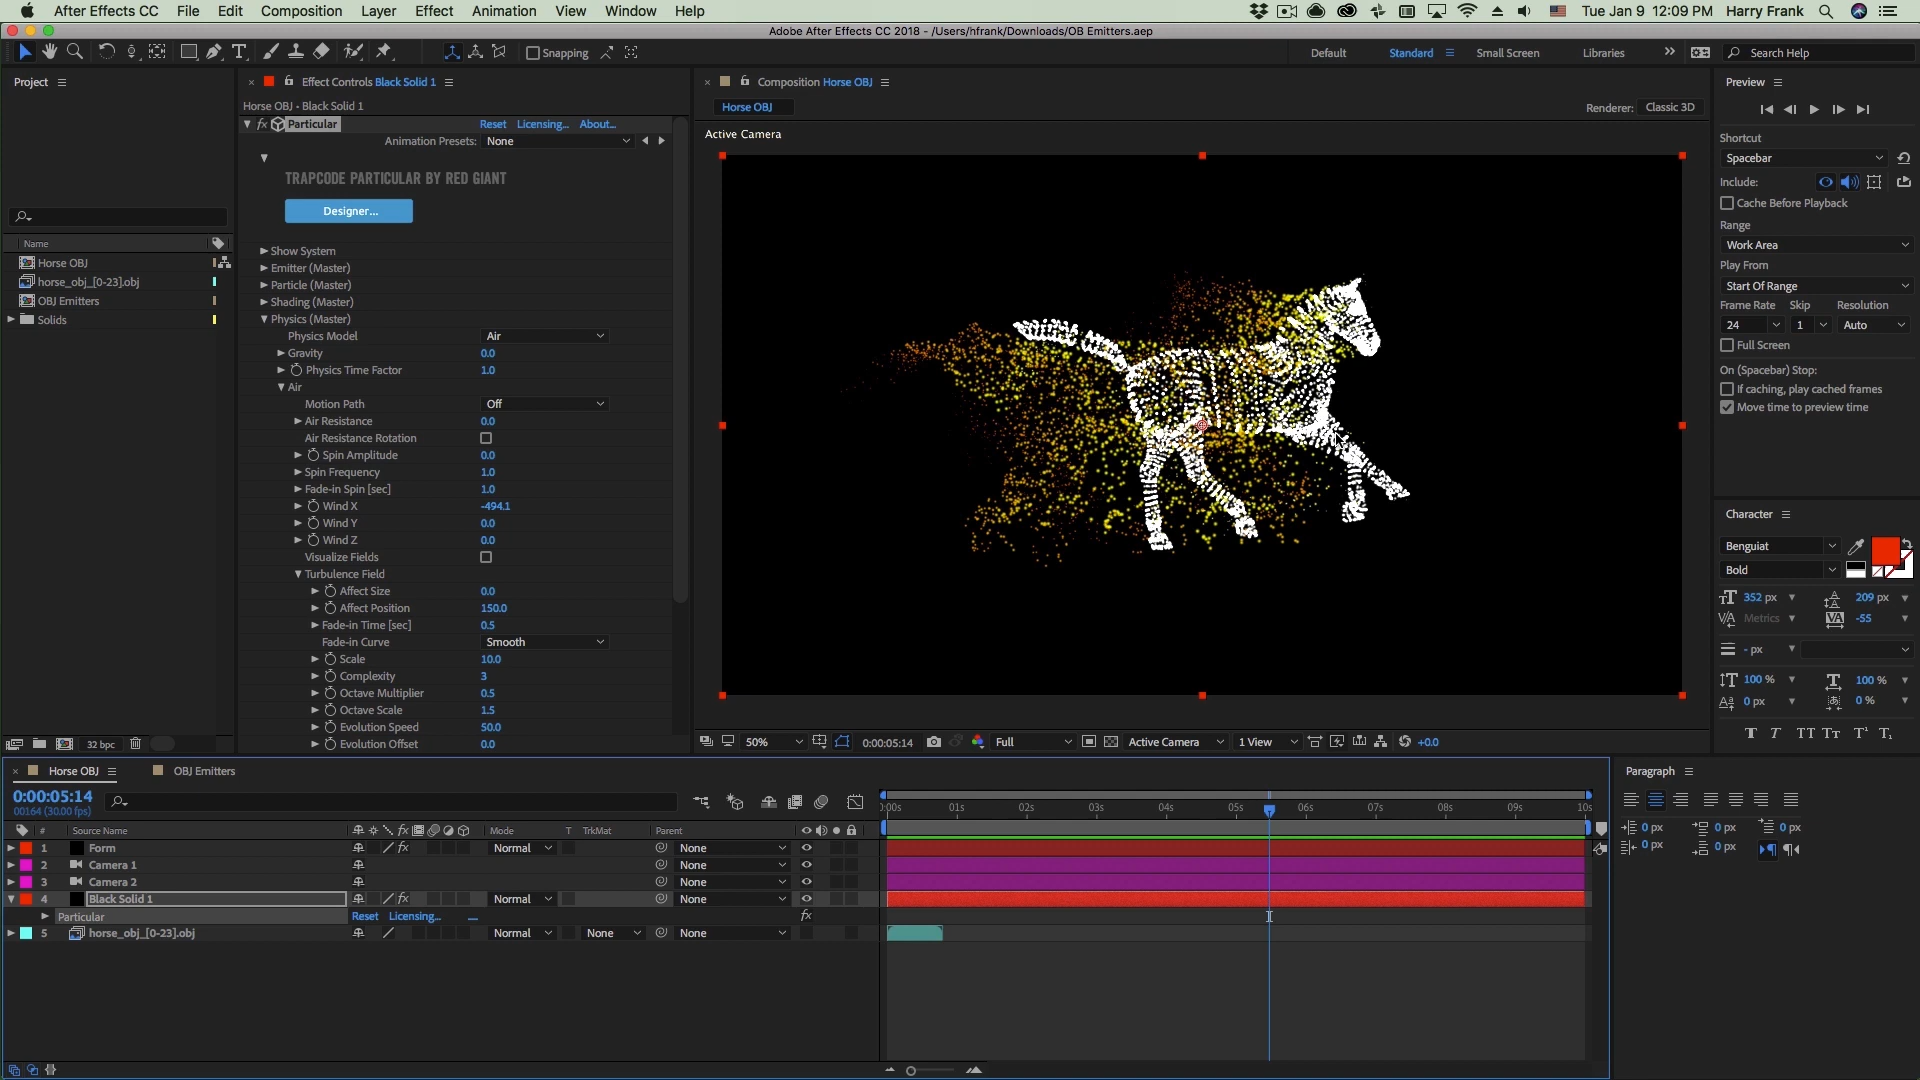 After Effects CC File Edit Composition Layer Effect Animation View Window Help Tue Jan 9 12:09 PM Harry Frank
Adobe After Effects CC 2018 - /Users/hfrank/Downloads/OB Emitters.aep
Snapping Default Standard Small Screen Libraries Search Help
Project
Name
Horse OBJ
horse_obj_[0-23].obj
OBJ Emitters
Solids
32 bpc
Effect Controls Black Solid 1
Horse OBJ • Black Solid 1
fx Particular Reset Licensing... About...
Animation Presets: None
TRAPCODE PARTICULAR BY RED GIANT
Designer...
Show System
Emitter (Master)
Particle (Master)
Shading (Master)
Physics (Master)
Physics Model Air
Gravity 0.0
Physics Time Factor 1.0
Air
Motion Path Off
Air Resistance 0.0
Air Resistance Rotation
Spin Amplitude 0.0
Spin Frequency 1.0
Fade-in Spin [sec] 1.0
Wind X -494.1
Wind Y 0.0
Wind Z 0.0
Visualize Fields
Turbulence Field
Affect Size 0.0
Affect Position 150.0
Fade-in Time [sec] 0.5
Fade-in Curve Smooth
Scale 10.0
Complexity 3
Octave Multiplier 0.5
Octave Scale 1.5
Evolution Speed 50.0
Evolution Offset 0.0
Composition Horse OBJ
Horse OBJ Renderer: Classic 3D
Active Camera
50% 0:00:05:14 Full Active Camera 1 View +0.0
Preview
Shortcut
Spacebar
Include:
Cache Before Playback
Range
Work Area
Play From
Start Of Range
Frame Rate Skip Resolution
24 1 Auto
Full Screen
On (Spacebar) Stop:
If caching, play cached frames
Move time to preview time
Character
Benguiat
Bold
352 px 209 px
Metrics -55
- px
100 % 100 %
0 px 0 %
T T TT Tt T¹ T₁
Paragraph
0 px 0 px 0 px
0 px 0 px
Horse OBJ OBJ Emitters
0:00:05:14
00164 (30.00 fps)
:00s 01s 02s 03s 04s 05s 06s 07s 08s 09s 10s
# Source Name fx Mode T TrkMat Parent
1 Form fx Normal None
2 Camera 1 None
3 Camera 2 None
4 Black Solid 1 fx Normal None
Particular Reset Licensing... ... fx
5 horse_obj_[0-23].obj Normal None None